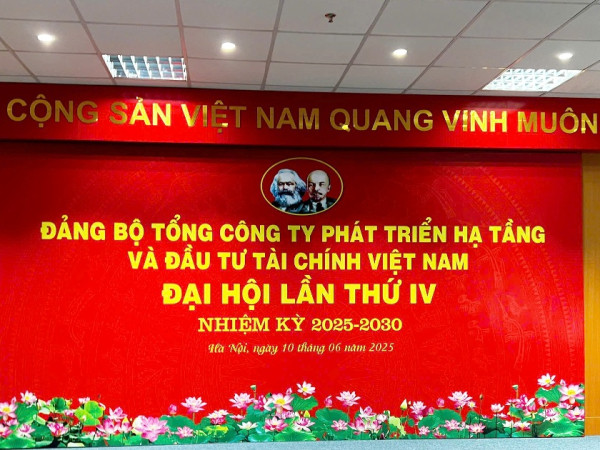 CỘNG SẢN VIỆT NAM QUANG VINH MUÔN
ĐẢNG BỘ TỔNG CÔNG TY PHÁT TRIỂN HẠ TẦNG
VÀ ĐẦU TƯ TÀI CHÍNH VIỆT NAM
ĐẠI HỘI LẦN THỨ IV
NHIỆM KỲ 2025-2030
Hà Nội, ngày 10 tháng 06 năm 2025